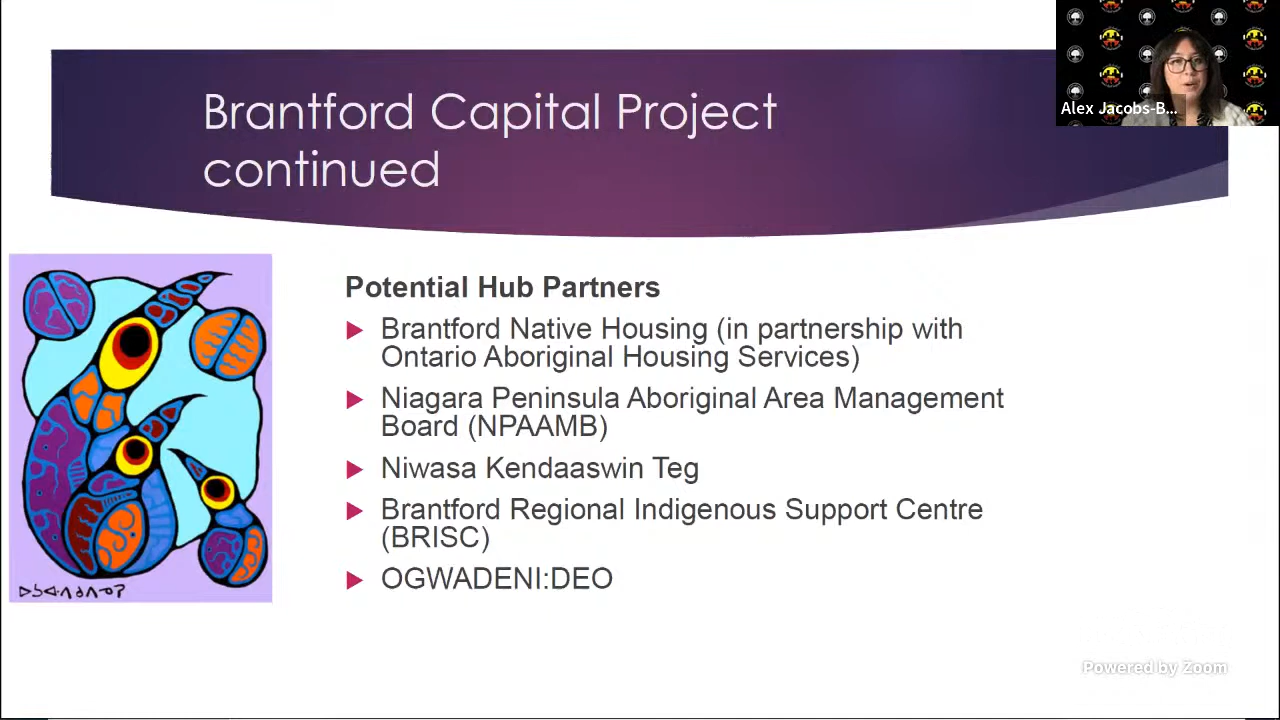 Brantford Capital Project
continued
Alex Jacobs-B...
Potential Hub Partners
Brantford Native Housing (in partnership with
Ontario Aboriginal Housing Services)
Niagara Peninsula Aboriginal Area Management
Board (NPAAMB)
Niwasa Kendaaswin Teg
Brantford Regional Indigenous Support Centre
(BRISC)
OGWADENI:DEO
Powered by Zoom